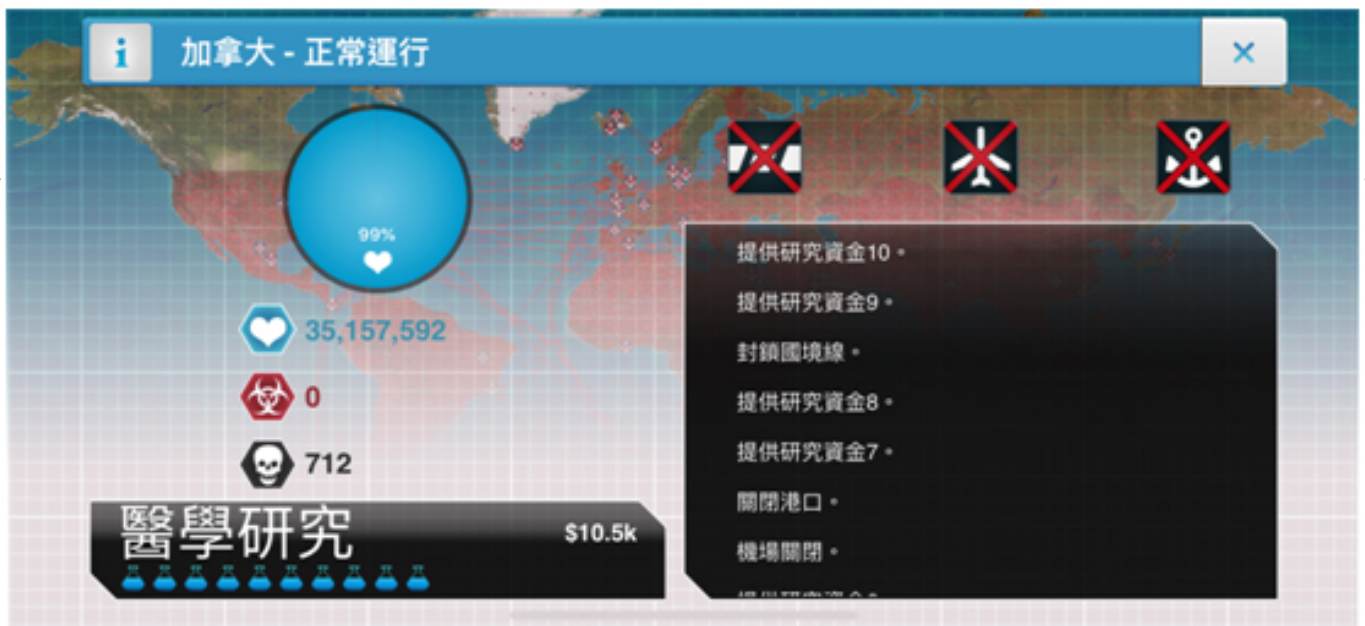 i
加拿大 - 正常運行
×
99%
35,157,592
0
712
醫學研究
$10.5k
提供研究資金10。
提供研究資金9。
封鎖國境線。
提供研究資金8。
提供研究資金7。
關閉港口。
機場關閉。